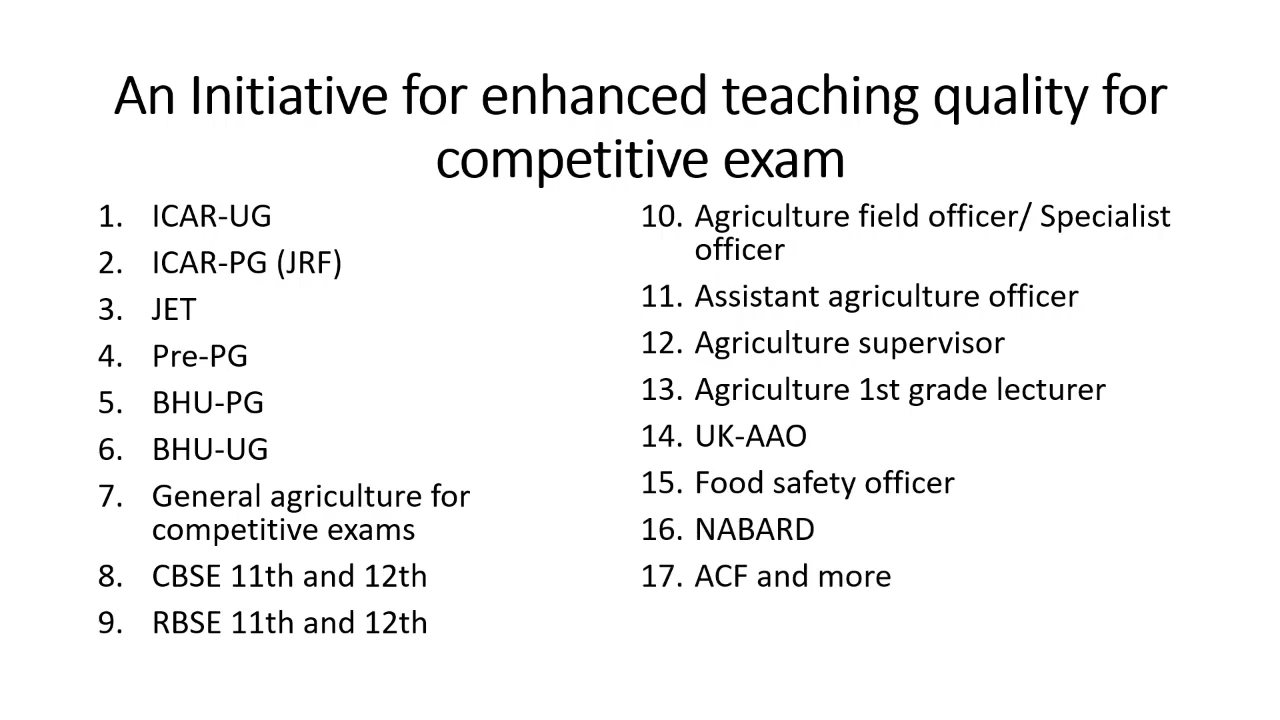 An Initiative for enhanced teaching quality for
competitive exam
1. ICAR-UG
2. ICAR-PG (JRF)
3. JET
4. Pre-PG
5. BHU-PG
6. BHU-UG
7. General agriculture for
competitive exams
8. CBSE 11th and 12th
9. RBSE 11th and 12th
10. Agriculture field officer/ Specialist
officer
11. Assistant agriculture officer
12. Agriculture supervisor
13. Agriculture 1st grade lecturer
14. UK-AAO
15. Food safety officer
16. NABARD
17. ACF and more